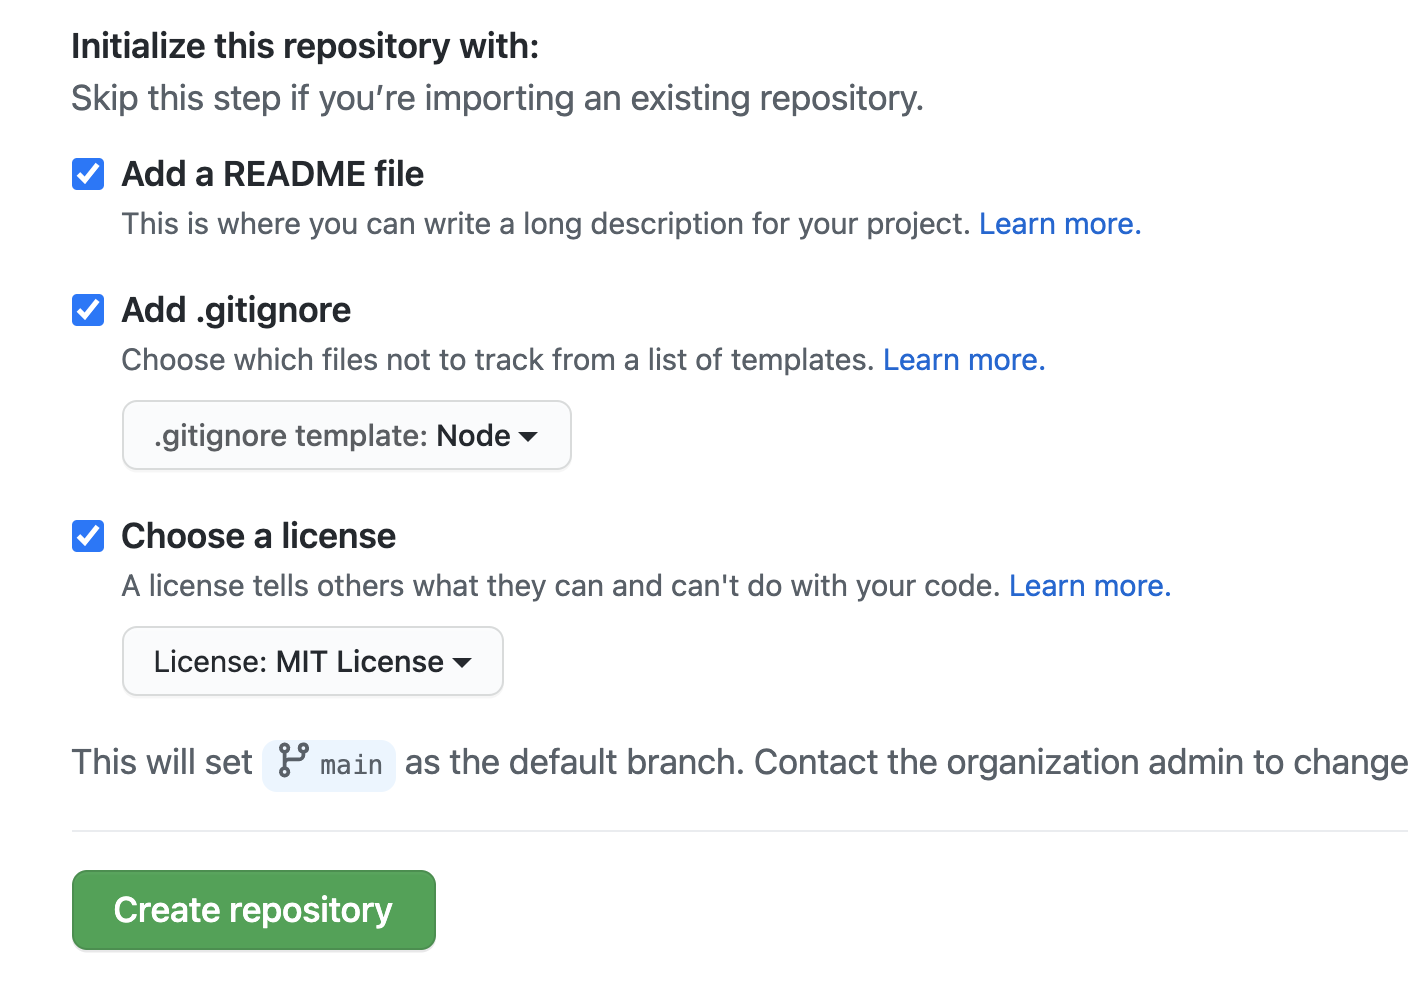 Initialize this repository with:
Skip this step if you’re importing an existing repository.
Add a README file
This is where you can write a long description for your project. Learn more.
Add .gitignore
Choose which files not to track from a list of templates. Learn more.
.gitignore template: Node
Choose a license
A license tells others what they can and can't do with your code. Learn more.
License: MIT License
This will set main as the default branch. Contact the organization admin to change
Create repository